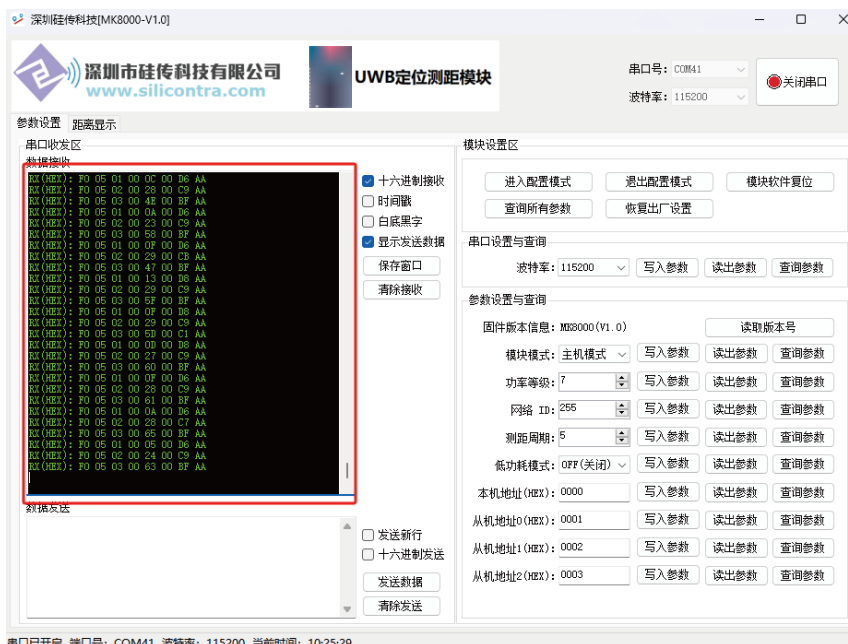 深圳硅传科技[MK8000-V1.0]
深圳市硅传科技有限公司
www.silicontra.com
UWB定位测距模块
串口号: COM41
波特率: 115200
关闭串口
参数设置 距离显示
串口收发区
数据接收
RX(HEX): F0 05 01 00 0C 00 D6 AA
RX(HEX): F0 05 02 00 28 00 C9 AA
RX(HEX): F0 05 03 00 4E 00 BF AA
RX(HEX): F0 05 01 00 0A 00 D6 AA
RX(HEX): F0 05 02 00 23 00 C9 AA
RX(HEX): F0 05 03 00 58 00 BF AA
RX(HEX): F0 05 01 00 0F 00 D6 AA
RX(HEX): F0 05 02 00 29 00 CB AA
RX(HEX): F0 05 03 00 47 00 BF AA
RX(HEX): F0 05 01 00 13 00 D8 AA
RX(HEX): F0 05 02 00 29 00 C9 AA
RX(HEX): F0 05 03 00 5F 00 BF AA
RX(HEX): F0 05 01 00 0F 00 D8 AA
RX(HEX): F0 05 02 00 29 00 C9 AA
RX(HEX): F0 05 03 00 5D 00 C1 AA
RX(HEX): F0 05 01 00 0D 00 D8 AA
RX(HEX): F0 05 02 00 27 00 C9 AA
RX(HEX): F0 05 03 00 60 00 BF AA
RX(HEX): F0 05 01 00 0F 00 D6 AA
RX(HEX): F0 05 02 00 28 00 C9 AA
RX(HEX): F0 05 03 00 61 00 BF AA
RX(HEX): F0 05 01 00 0A 00 D6 AA
RX(HEX): F0 05 02 00 28 00 C7 AA
RX(HEX): F0 05 03 00 65 00 BF AA
RX(HEX): F0 05 01 00 05 00 D6 AA
RX(HEX): F0 05 02 00 24 00 C9 AA
RX(HEX): F0 05 03 00 63 00 BF AA
十六进制接收
时间戳
白底黑字
显示发送数据
保存窗口
清除接收
数据发送
发送新行
十六进制发送
发送数据
清除发送
模块设置区
进入配置模式 退出配置模式 模块软件复位
查询所有参数 恢复出厂设置
串口设置与查询
波特率: 115200 写入参数 读出参数 查询参数
参数设置与查询
固件版本信息: MK8000(V1.0) 读取版本号
模块模式: 主机模式 写入参数 读出参数 查询参数
功率等级: 7 写入参数 读出参数 查询参数
网络 ID: 255 写入参数 读出参数 查询参数
测距周期: 5 写入参数 读出参数 查询参数
低功耗模式: OFF(关闭) 写入参数 读出参数 查询参数
本机地址(HEX): 0000 写入参数 读出参数 查询参数
从机地址0(HEX): 0001 写入参数 读出参数 查询参数
从机地址1(HEX): 0002 写入参数 读出参数 查询参数
从机地址2(HEX): 0003 写入参数 读出参数 查询参数
串口已开启 端口号: COM41 波特率: 115200 当前时间: 10:25:29